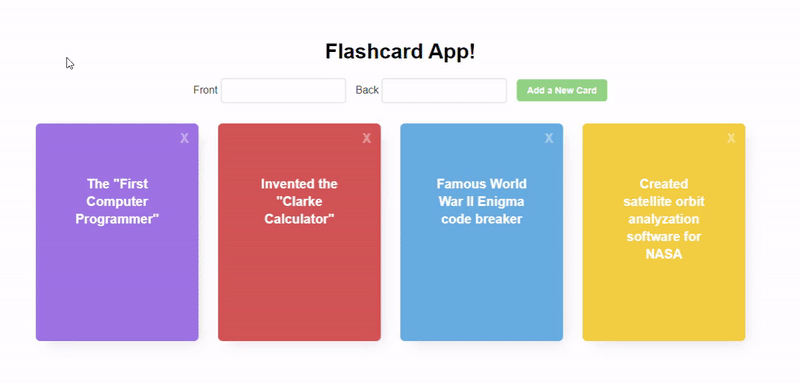 Flashcard App!
Front Back Add a New Card
X
The "First
Computer
Programmer"
X
Invented the
"Clarke
Calculator"
X
Famous World
War II Enigma
code breaker
X
Created
satellite orbit
analyzation
software for
NASA